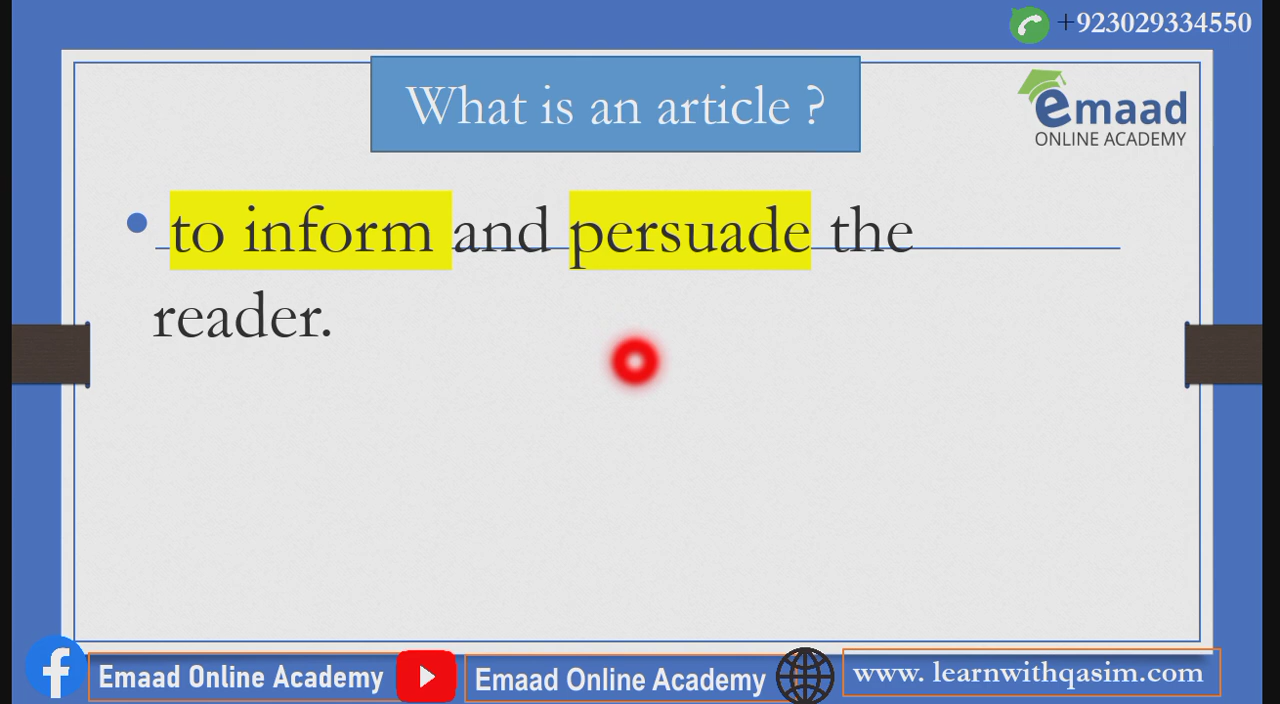 +923029334550
What is an article ?
emaad
ONLINE ACADEMY
• to inform and persuade the
reader.
Emaad Online Academy
Emaad Online Academy
www. learnwithqasim.com